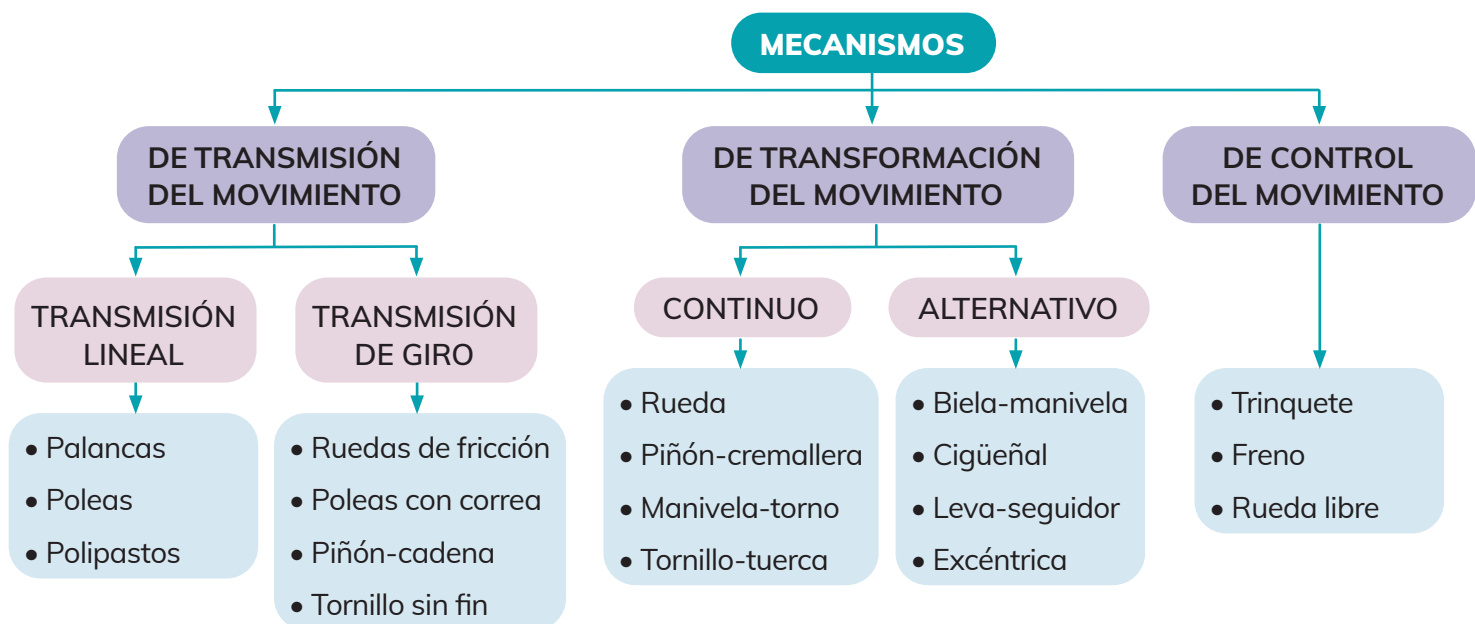 MECANISMOS
DE TRANSMISIÓN
DEL MOVIMIENTO
DE TRANSFORMACIÓN
DEL MOVIMIENTO
DE CONTROL
DEL MOVIMIENTO
TRANSMISIÓN
LINEAL
TRANSMISIÓN
DE GIRO
CONTINUO
ALTERNATIVO
• Palancas
• Poleas
• Polipastos
• Ruedas de fricción
• Poleas con correa
• Piñón-cadena
• Tornillo sin fin
• Rueda
• Piñón-cremallera
• Manivela-torno
• Tornillo-tuerca
• Biela-manivela
• Cigüeñal
• Leva-seguidor
• Excéntrica
• Trinquete
• Freno
• Rueda libre